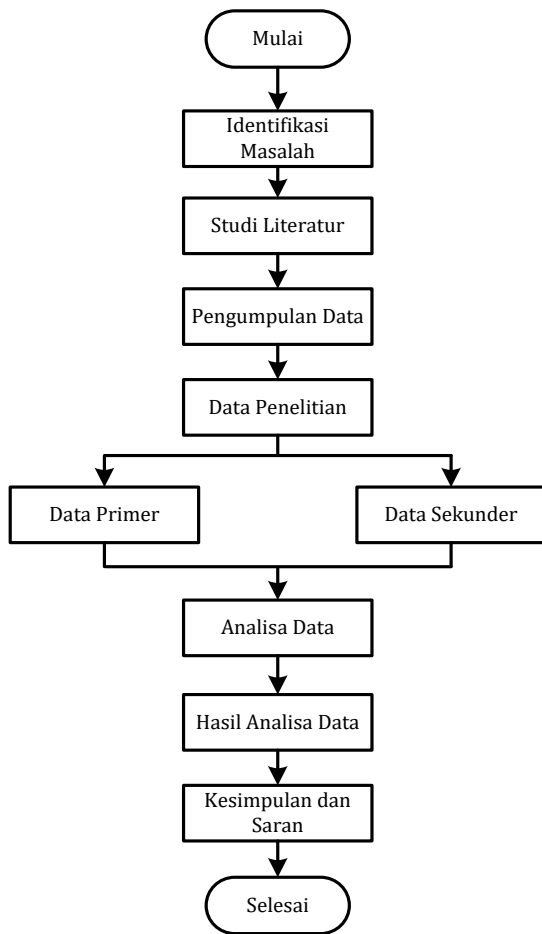 Mulai
Identifikasi
Masalah
Studi Literatur
Pengumpulan Data
Data Penelitian
Data Primer
Data Sekunder
Analisa Data
Hasil Analisa Data
Kesimpulan dan
Saran
Selesai